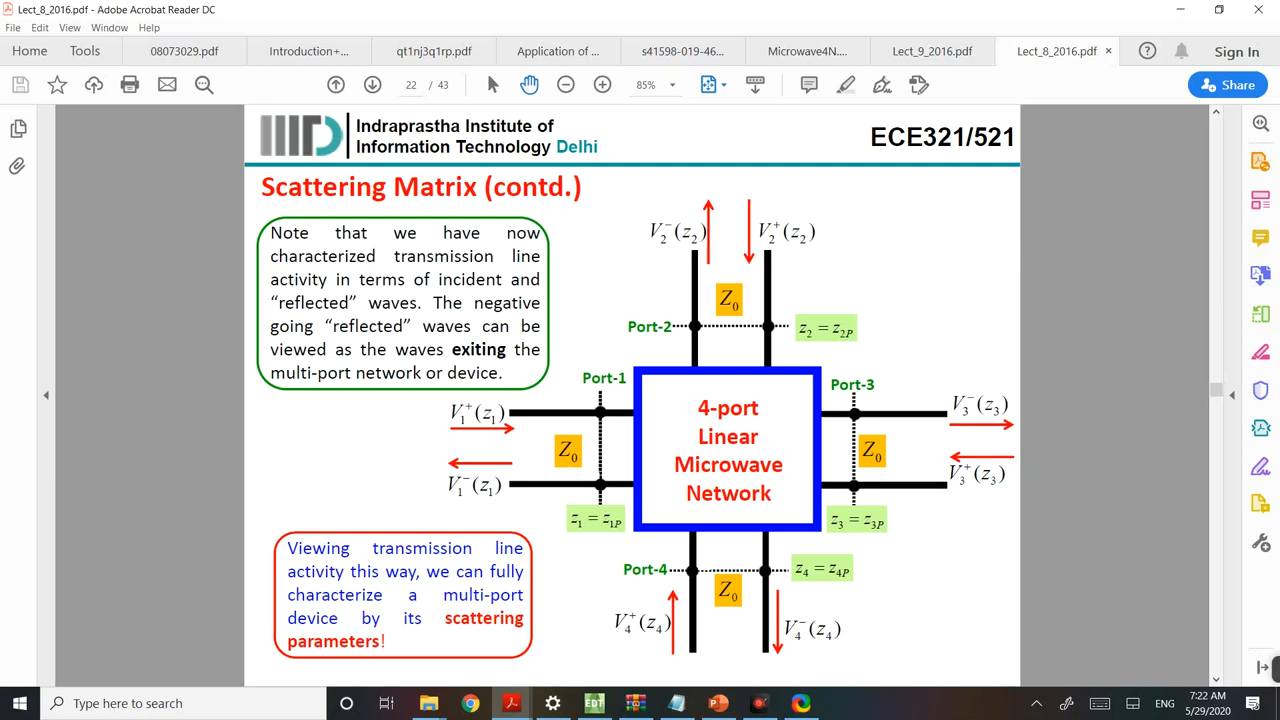 Lect_8_2016.pdf - Adobe Acrobat Reader DC
File Edit View Window Help
Home Tools 08073029.pdf Introduction+... qt1nj3q1rp.pdf Application of ... s41598-019-46... Microwave4N.... Lect_9_2016.pdf Lect_8_2016.pdf × Sign In
22 / 43 85% Share
Indraprastha Institute of
Information Technology Delhi
ECE321/521
Scattering Matrix (contd.)
Note that we have now
characterized transmission line
activity in terms of incident and
“reflected” waves. The negative
going “reflected” waves can be
viewed as the waves exiting the
multi-port network or device.
V₂⁻(z₂) V₂⁺(z₂)
Z₀
Port-2 z₂ = z₂P
Port-1 Port-3
V₁⁺(z₁) V₃⁻(z₃)
Z₀ Z₀
V₁⁻(z₁) V₃⁺(z₃)
z₁ = z₁P z₃ = z₃P
4-port
Linear
Microwave
Network
Port-4 z₄ = z₄P
Z₀
V₄⁺(z₄) V₄⁻(z₄)
Viewing transmission line
activity this way, we can fully
characterize a multi-port
device by its scattering
parameters!
Type here to search
EDT
ENG
7:22 AM
5/29/2020